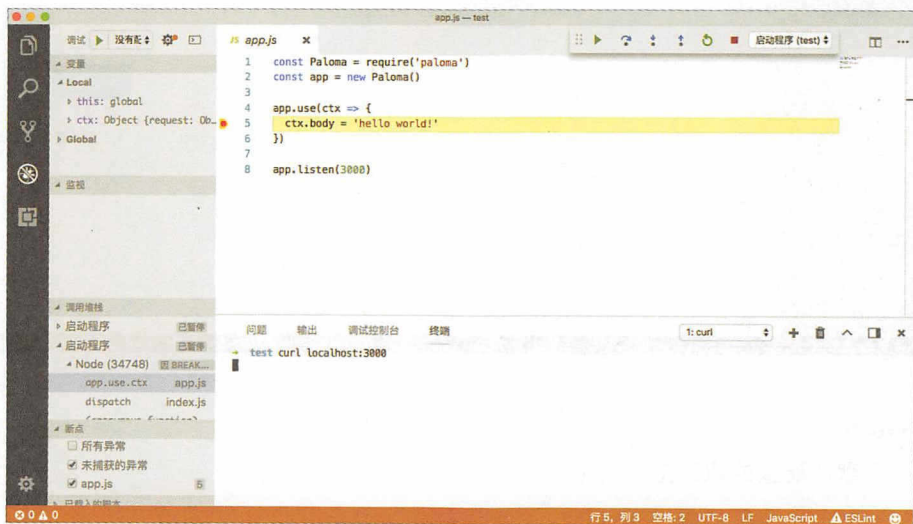 app.js — test
调试 没有配
JS app.js ×
启动程序 (test)
变量
Local
this: global
ctx: Object {request: Ob…
Global
监视
1 const Paloma = require('paloma')
2 const app = new Paloma()
3
4 app.use(ctx => {
5 ctx.body = 'hello world!'
6 })
7
8 app.listen(3000)
调用堆栈
启动程序 已暂停
启动程序 已暂停
Node (34748) 因 BREAK…
app.use.ctx app.js
dispatch index.js
断点
所有异常
未捕获的异常
app.js 5
问题 输出 调试控制台 终端
1: curl
→ test curl localhost:3000
0 0
行 5，列 3 空格: 2 UTF-8 LF JavaScript ESLint